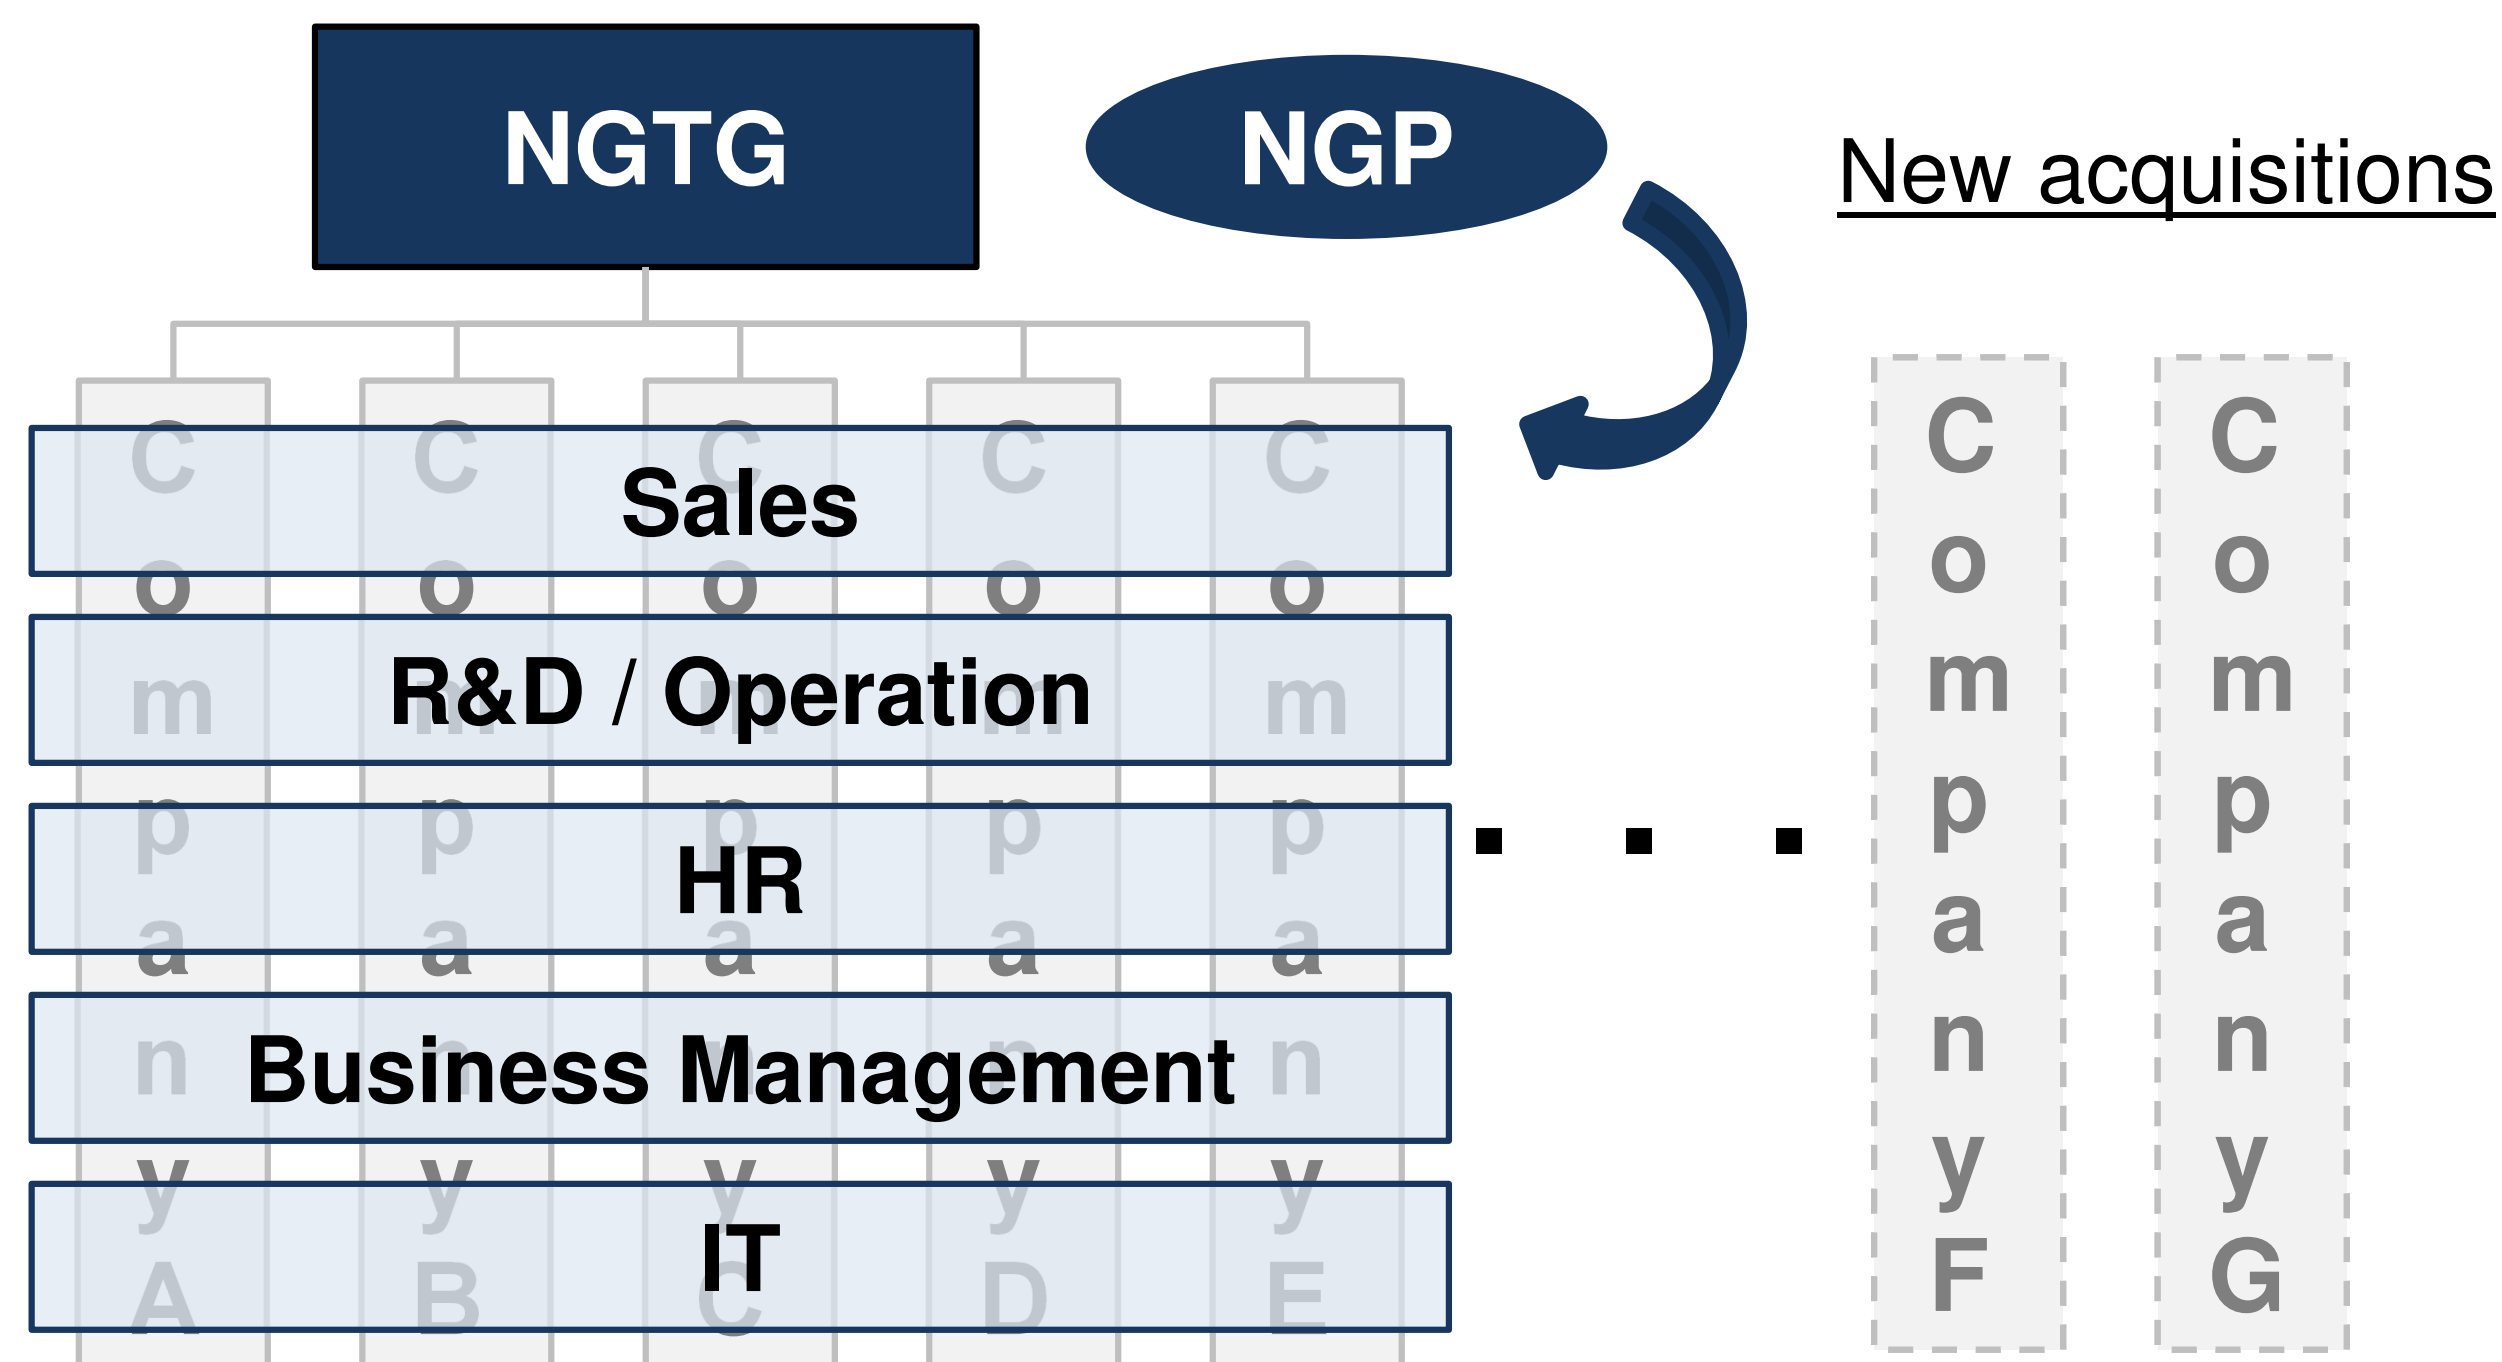 NGTG
NGP
New acquisitions
Sales
R&D / Operation
HR
Business Management
IT
Company A
Company B
Company C
Company D
Company E
Company F
Company G